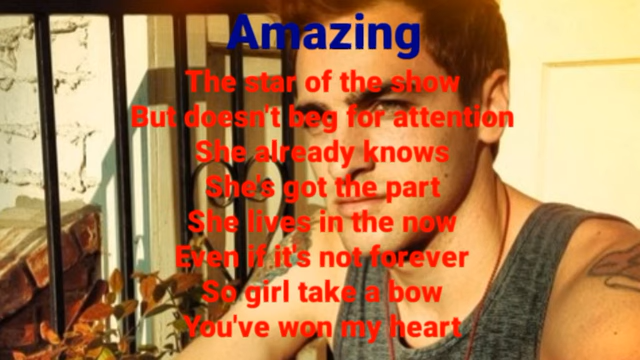 Amazing
The star of the show
But doesn't beg for attention
She already knows
She's got the part
She lives in the now
Even if it's not forever
So girl take a bow
You've won my heart